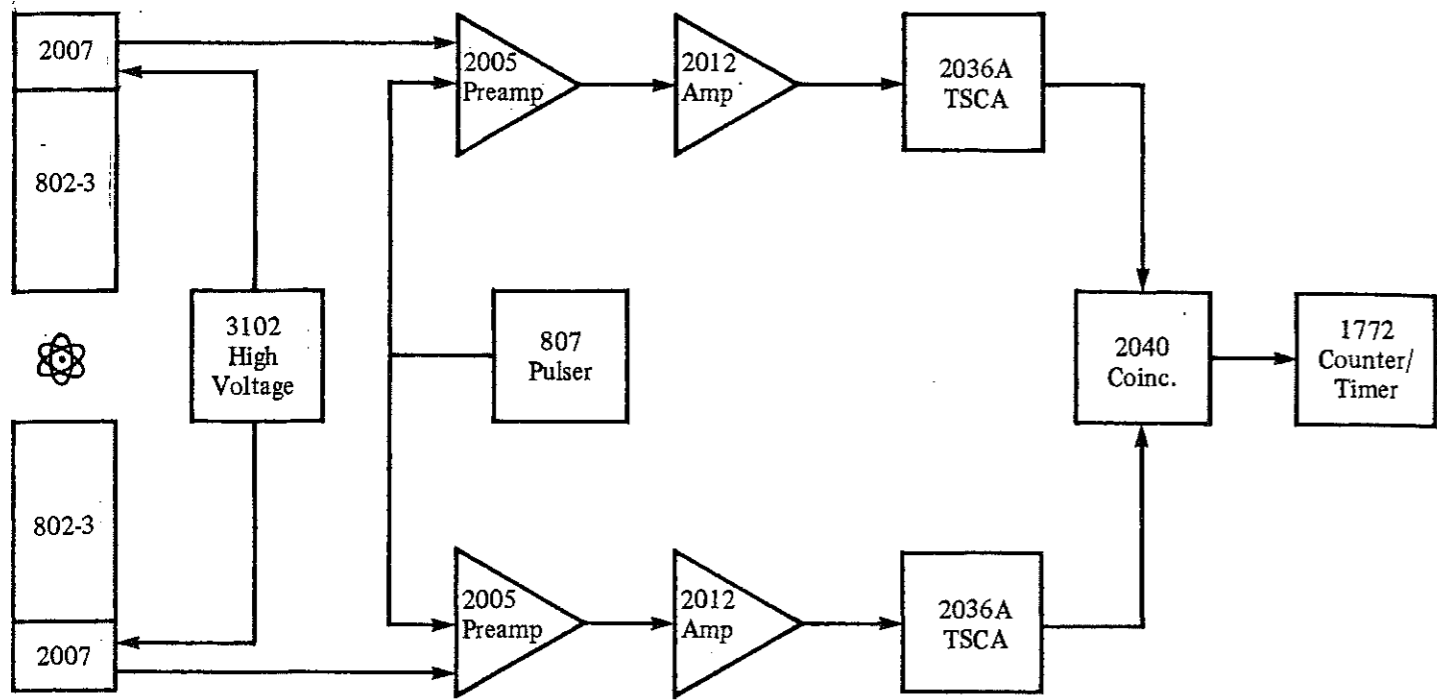 2007
802-3
3102
High
Voltage
802-3
2007
2005
Preamp
2012
Amp
2036A
TSCA
807
Pulser
2040
Coinc.
1772
Counter/
Timer
2005
Preamp
2012
Amp
2036A
TSCA